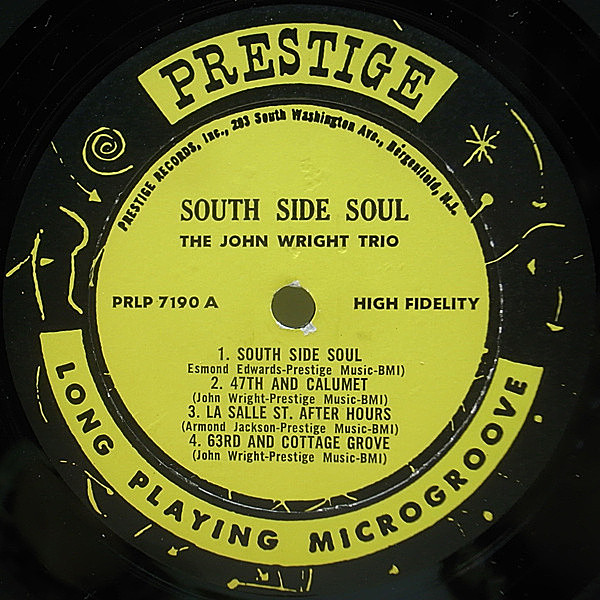 PRESTIGE
PRESTIGE RECORDS, Inc., 203 South Washington Ave., Bergenfield, N.J.
SOUTH SIDE SOUL
THE JOHN WRIGHT TRIO
PRLP 7190 A HIGH FIDELITY
1. SOUTH SIDE SOUL
Esmond Edwards-Prestige Music-BMI)
2. 47TH AND CALUMET
(John Wright-Prestige Music-BMI)
3. LA SALLE ST. AFTER HOURS
(Armond Jackson-Prestige Music-BMI)
4. 63RD AND COTTAGE GROVE
(John Wright-Prestige Music-BMI)
LONG PLAYING MICROGROOVE